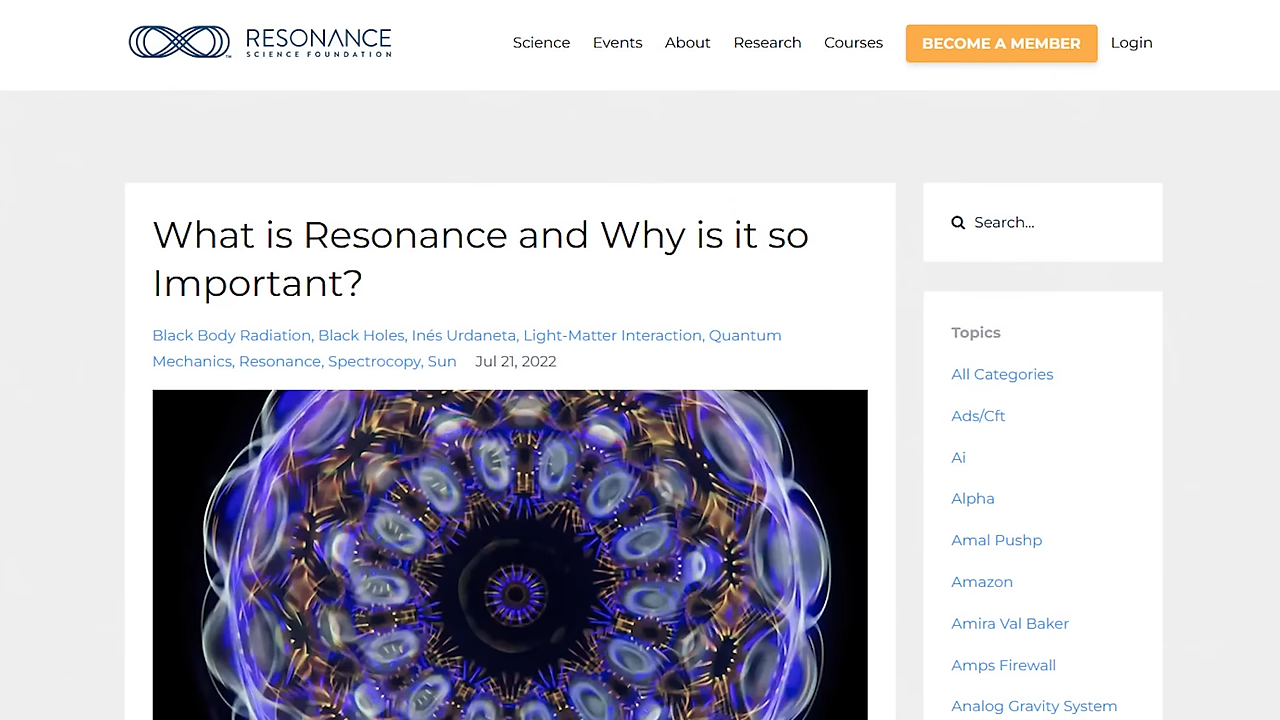 RESONANCE
SCIENCE FOUNDATION
Science Events About Research Courses BECOME A MEMBER Login
What is Resonance and Why is it so
Important?
Black Body Radiation, Black Holes, Inés Urdaneta, Light-Matter Interaction, Quantum
Mechanics, Resonance, Spectrocopy, Sun Jul 21, 2022
Search...
Topics
All Categories
Ads/Cft
Ai
Alpha
Amal Pushp
Amazon
Amira Val Baker
Amps Firewall
Analog Gravity System